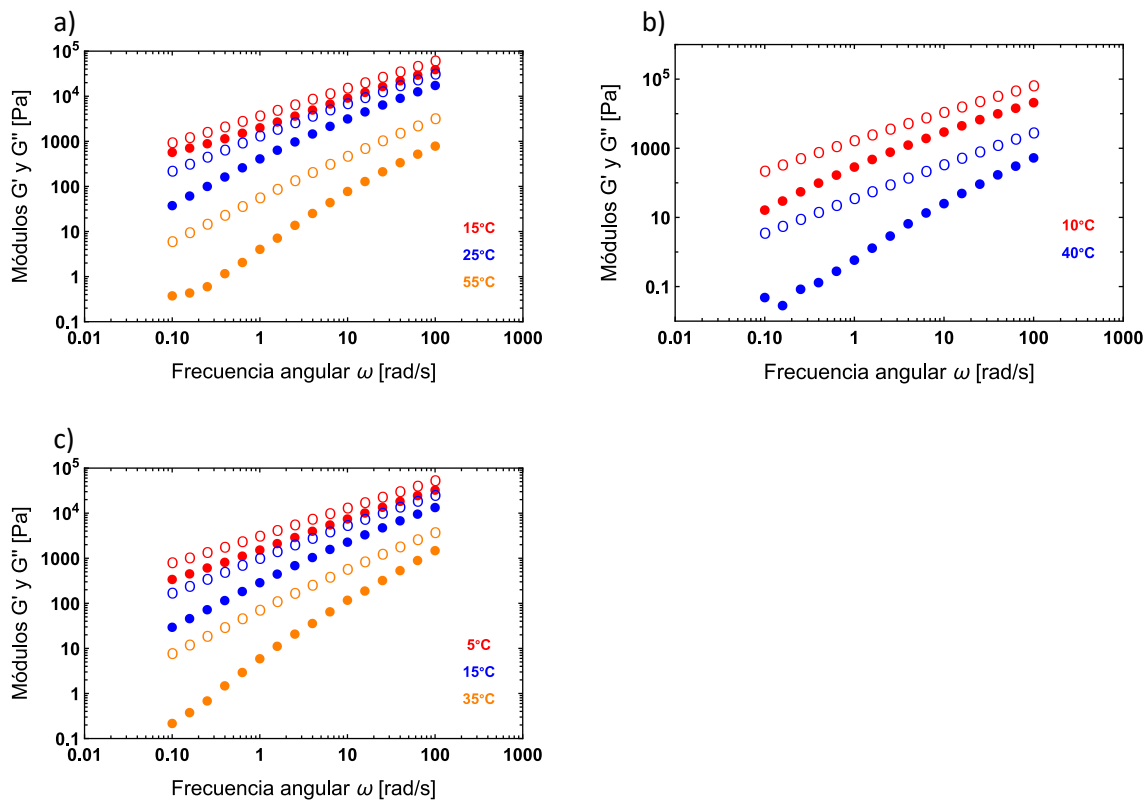 a)
Módulos G' y G'' [Pa]
10^5
10^4
1000
100
10
1
0.1
15°C
25°C
55°C
0.01 0.10 1 10 100 1000
Frecuencia angular ω [rad/s]
b)
Módulos G' y G'' [Pa]
10^5
1000
10
0.1
10°C
40°C
0.01 0.10 1 10 100 1000
Frecuencia angular ω [rad/s]
c)
Módulos G' y G'' [Pa]
10^5
10^4
1000
100
10
1
0.1
5°C
15°C
35°C
0.01 0.10 1 10 100 1000
Frecuencia angular ω [rad/s]